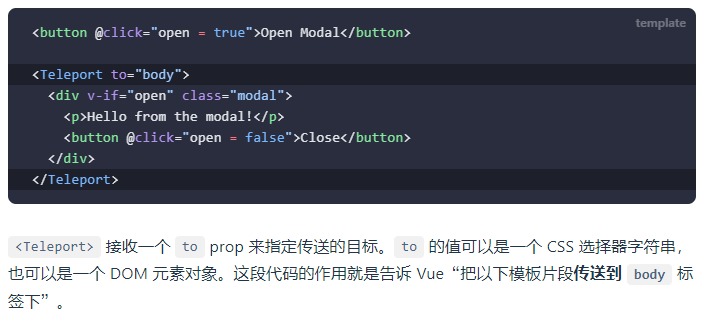 template
<button @click="open = true">Open Modal</button>
<Teleport to="body">
<div v-if="open" class="modal">
<p>Hello from the modal!</p>
<button @click="open = false">Close</button>
</div>
</Teleport>
<Teleport> 接收一个 to prop 来指定传送的目标。to 的值可以是一个 CSS 选择器字符串，
也可以是一个 DOM 元素对象。这段代码的作用就是告诉 Vue“把以下模板片段传送到 body 标
签下”。